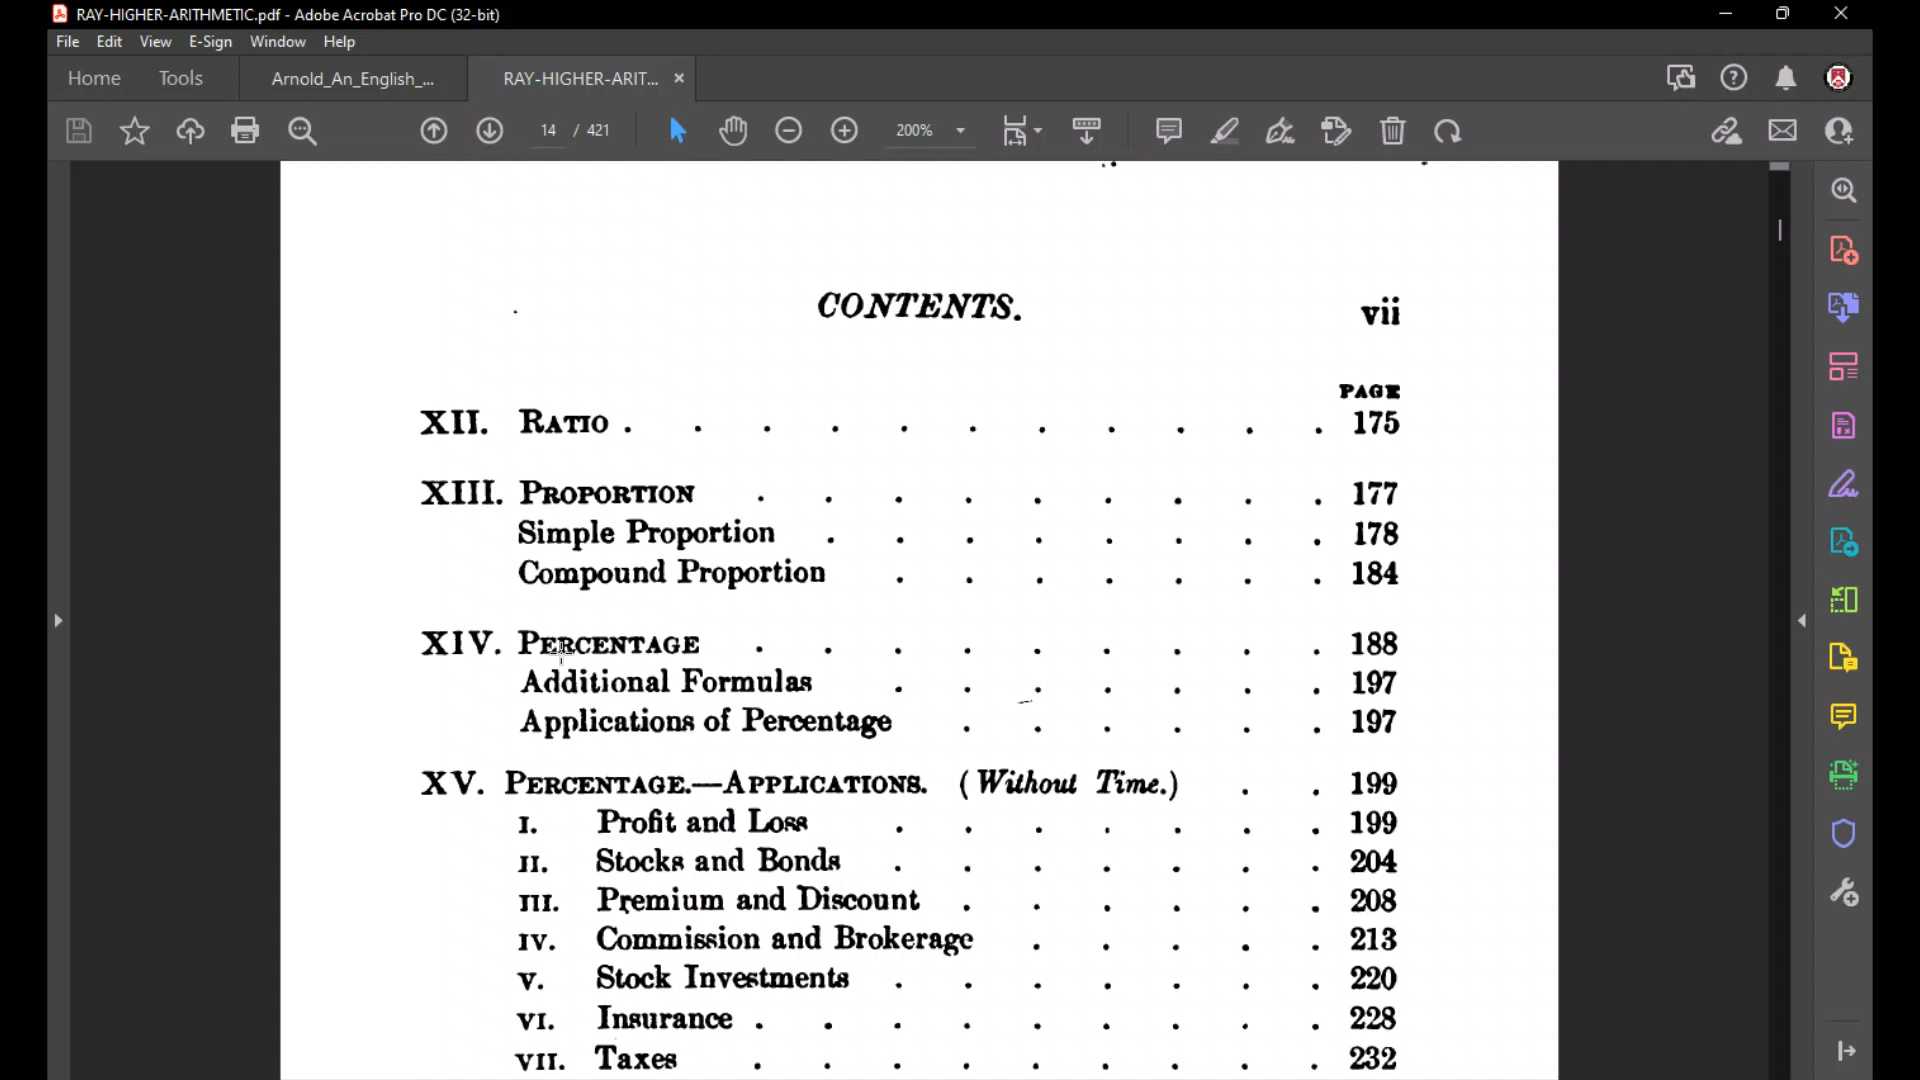 RAY-HIGHER-ARITHMETIC.pdf - Adobe Acrobat Pro DC (32-bit)
File Edit View E-Sign Window Help
Home Tools Arnold_An_English_... RAY-HIGHER-ARIT... ×
14 / 421 200%
CONTENTS. vii
PAGE
XII. RATIO . . . . . . . . . . . 175
XIII. PROPORTION . . . . . . . . . 177
Simple Proportion . . . . . . . . 178
Compound Proportion . . . . . . . 184
XIV. PERCENTAGE . . . . . . . . . 188
Additional Formulas . . . . . . . 197
Applications of Percentage . . . . . . 197
XV. PERCENTAGE.—APPLICATIONS. (Without Time.) . . 199
I. Profit and Loss . . . . . . . 199
II. Stocks and Bonds . . . . . . . 204
III. Premium and Discount . . . . . . 208
IV. Commission and Brokerage . . . . . 213
V. Stock Investments . . . . . . . 220
VI. Insurance . . . . . . . . . 228
VII. Taxes . . . . . . . . . 232